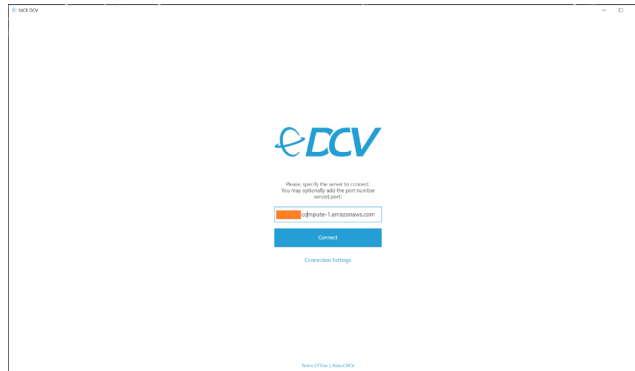 NICE DCV
DCV
Please, specify the server to connect.
You may optionally add the port number
server[:port].
compute-1.amazonaws.com
Connect
Connection Settings
Terms Of Use | About DCV